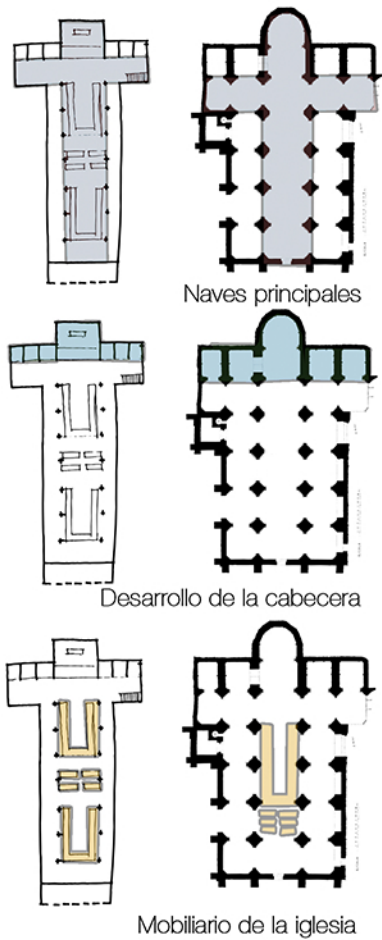 Naves principales
Desarrollo de la cabecera
Mobiliario de la iglesia